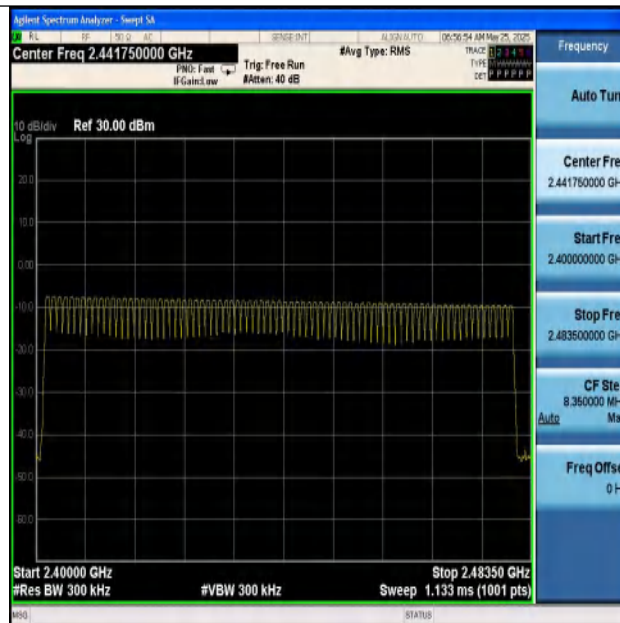 Agilent Spectrum Analyzer - Swept SA
RL RF 50 Ω AC SENSE:INT ALIGN AUTO 06:56:54 AM May 25, 2025
Center Freq 2.441750000 GHz
PNO: Fast
IFGain:Low
Trig: Free Run
#Atten: 40 dB
#Avg Type: RMS
TRACE 1 2 3 4 5 6
TYPE
DET P P P P P P
10 dB/div Ref 30.00 dBm
Log
20.0
10.0
0.00
-10.0
-20.0
-30.0
-40.0
-50.0
-60.0
Start 2.40000 GHz
Stop 2.48350 GHz
#Res BW 300 kHz
#VBW 300 kHz
Sweep 1.133 ms (1001 pts)
MSG
STATUS
Frequency
Auto Tun
Center Fre
2.441750000 GH
Start Fre
2.400000000 GH
Stop Fre
2.483500000 GH
CF Ste
8.350000 MH
Auto Ma
Freq Offse
0 H